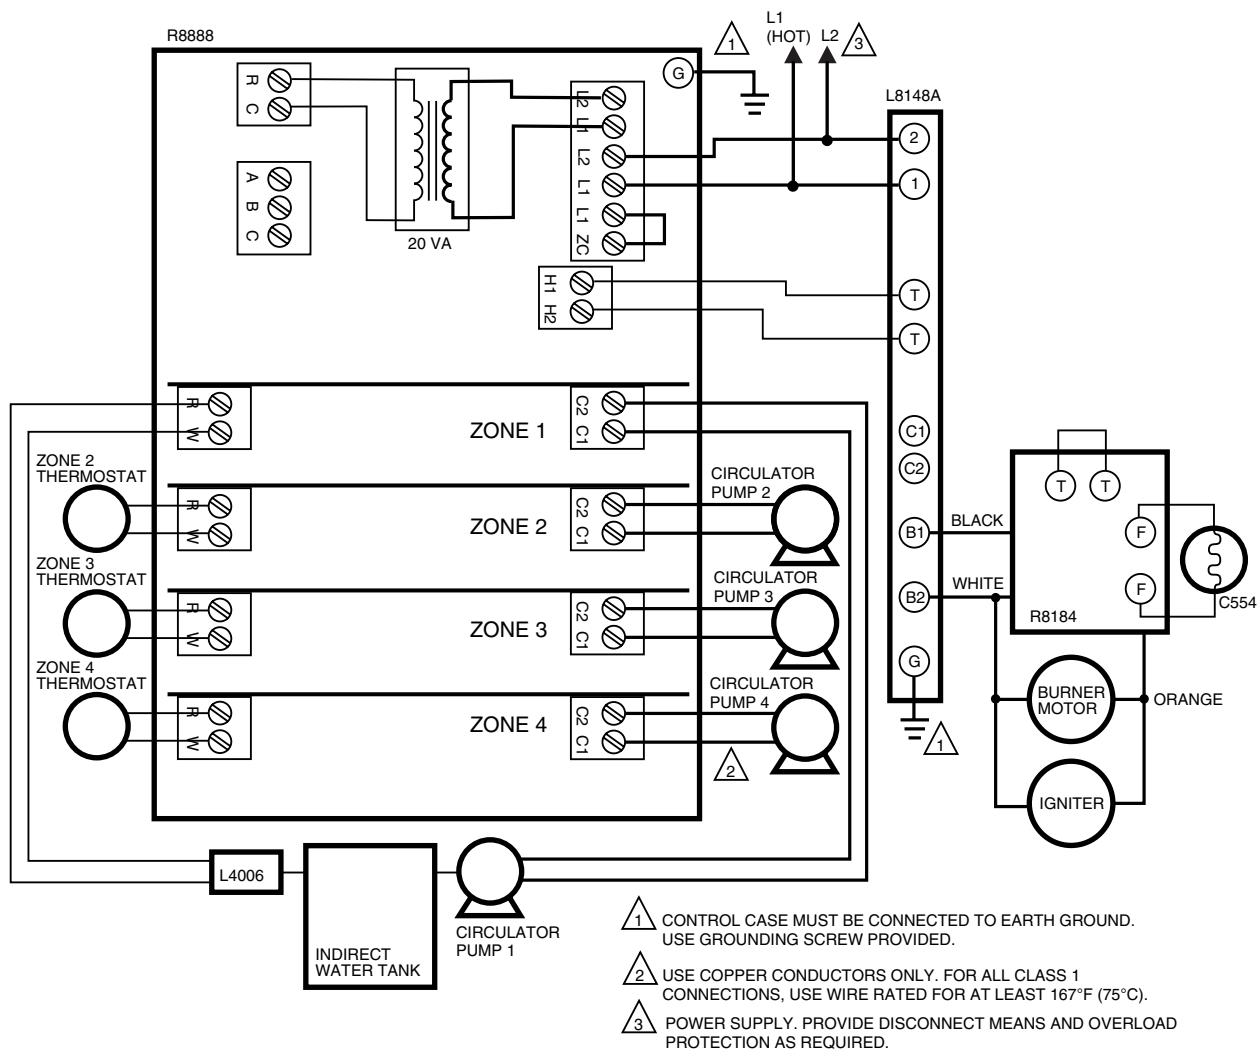 R8888
1
L1
(HOT)
L2
3
L8148A
R
C
G
L2
L1
L2
L1
L1
ZC
2
1
A
B
C
20 VA
H1
H2
T
T
R
W
ZONE 1
C2
C1
C1
C2
ZONE 2
THERMOSTAT
R
W
ZONE 2
C2
C1
CIRCULATOR
PUMP 2
B1
BLACK
T
T
F
F
C554
R8184
ZONE 3
THERMOSTAT
R
W
ZONE 3
C2
C1
CIRCULATOR
PUMP 3
B2
WHITE
G
ZONE 4
THERMOSTAT
R
W
ZONE 4
C2
C1
CIRCULATOR
PUMP 4
2
1
BURNER
MOTOR
ORANGE
IGNITER
L4006
INDIRECT
WATER TANK
CIRCULATOR
PUMP 1
1 CONTROL CASE MUST BE CONNECTED TO EARTH GROUND.
USE GROUNDING SCREW PROVIDED.
2 USE COPPER CONDUCTORS ONLY. FOR ALL CLASS 1
CONNECTIONS, USE WIRE RATED FOR AT LEAST 167°F (75°C).
3 POWER SUPPLY. PROVIDE DISCONNECT MEANS AND OVERLOAD
PROTECTION AS REQUIRED.